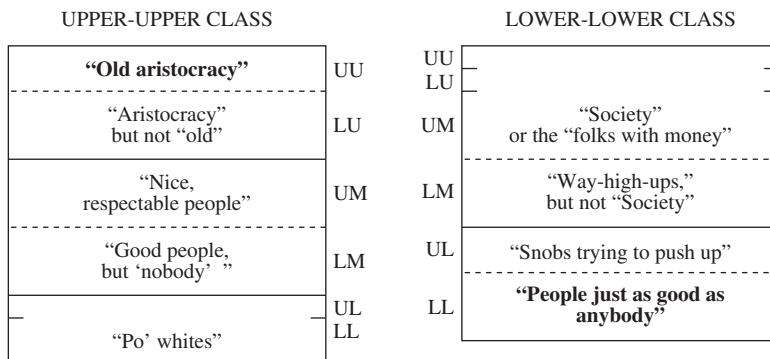 UPPER-UPPER CLASS
“Old aristocracy”
UU
“Aristocracy”
but not “old”
LU
“Nice,
respectable people”
UM
“Good people,
but ‘nobody’ ”
LM
UL
LL
“Po’ whites”
LOWER-LOWER CLASS
UU
LU
UM
“Society”
or the “folks with money”
LM
“Way-high-ups,”
but not “Society”
UL
“Snobs trying to push up”
LL
“People just as good as
anybody”